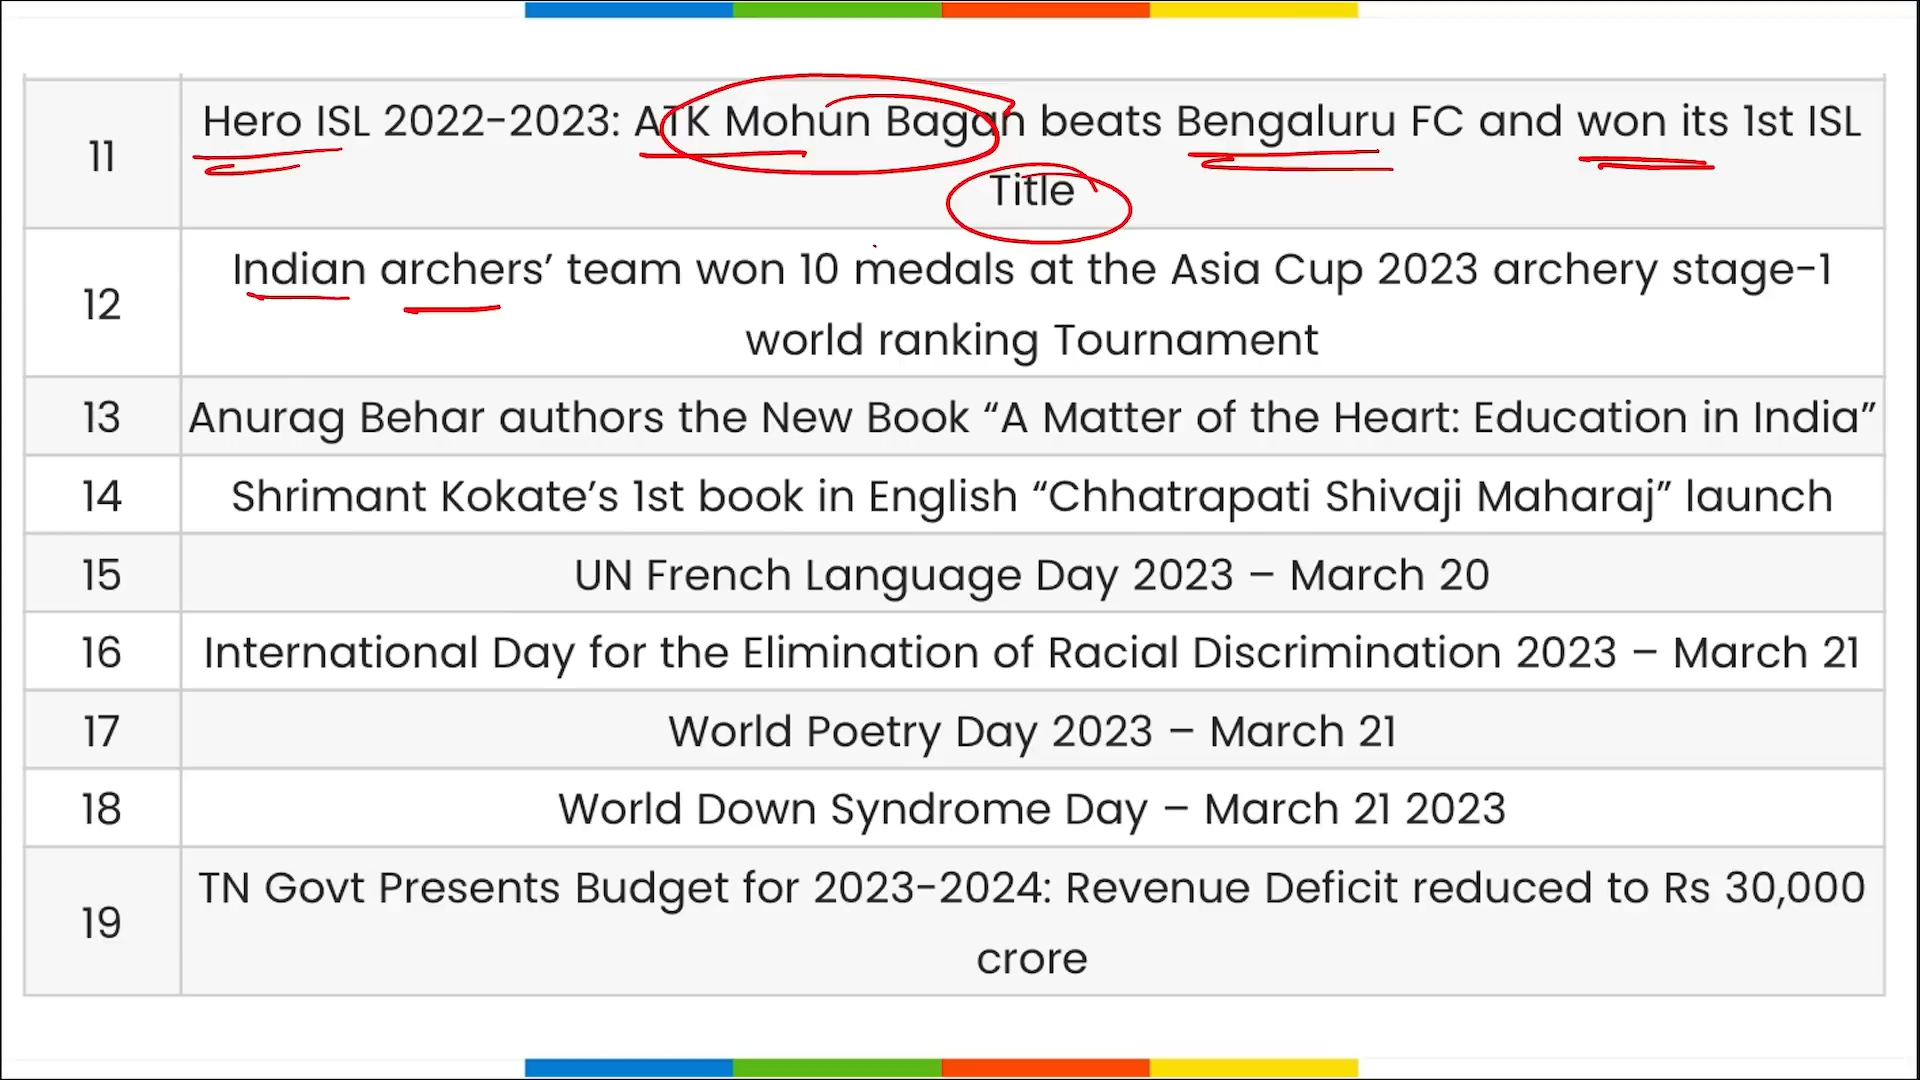 11
Hero ISL 2022-2023: ATK Mohun Bagan beats Bengaluru FC and won its 1st ISL
Title
12
Indian archers’ team won 10 medals at the Asia Cup 2023 archery stage-1
world ranking Tournament
13
Anurag Behar authors the New Book “A Matter of the Heart: Education in India”
14
Shrimant Kokate’s 1st book in English “Chhatrapati Shivaji Maharaj” launch
15
UN French Language Day 2023 – March 20
16
International Day for the Elimination of Racial Discrimination 2023 – March 21
17
World Poetry Day 2023 – March 21
18
World Down Syndrome Day – March 21 2023
19
TN Govt Presents Budget for 2023-2024: Revenue Deficit reduced to Rs 30,000
crore